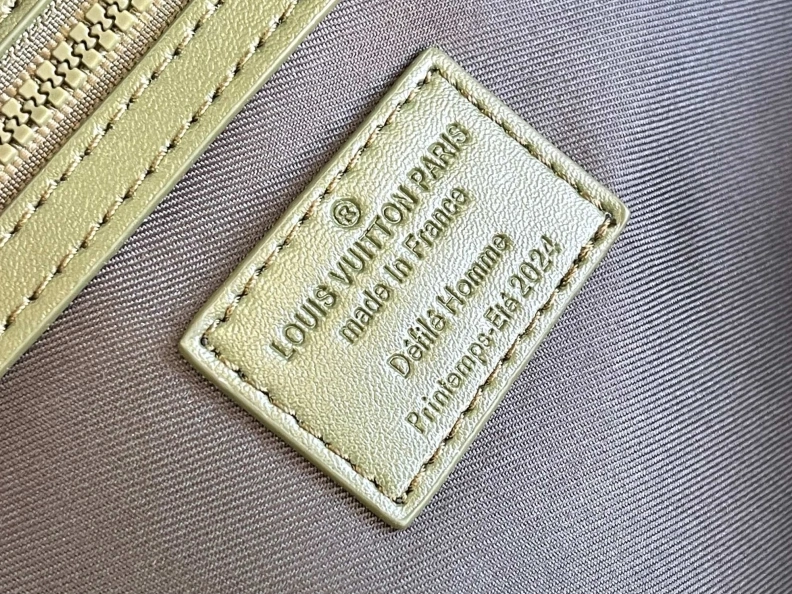 ®
LOUIS VUITTON PARIS
made in France
Défilé Homme
Printemps-Eté 2024